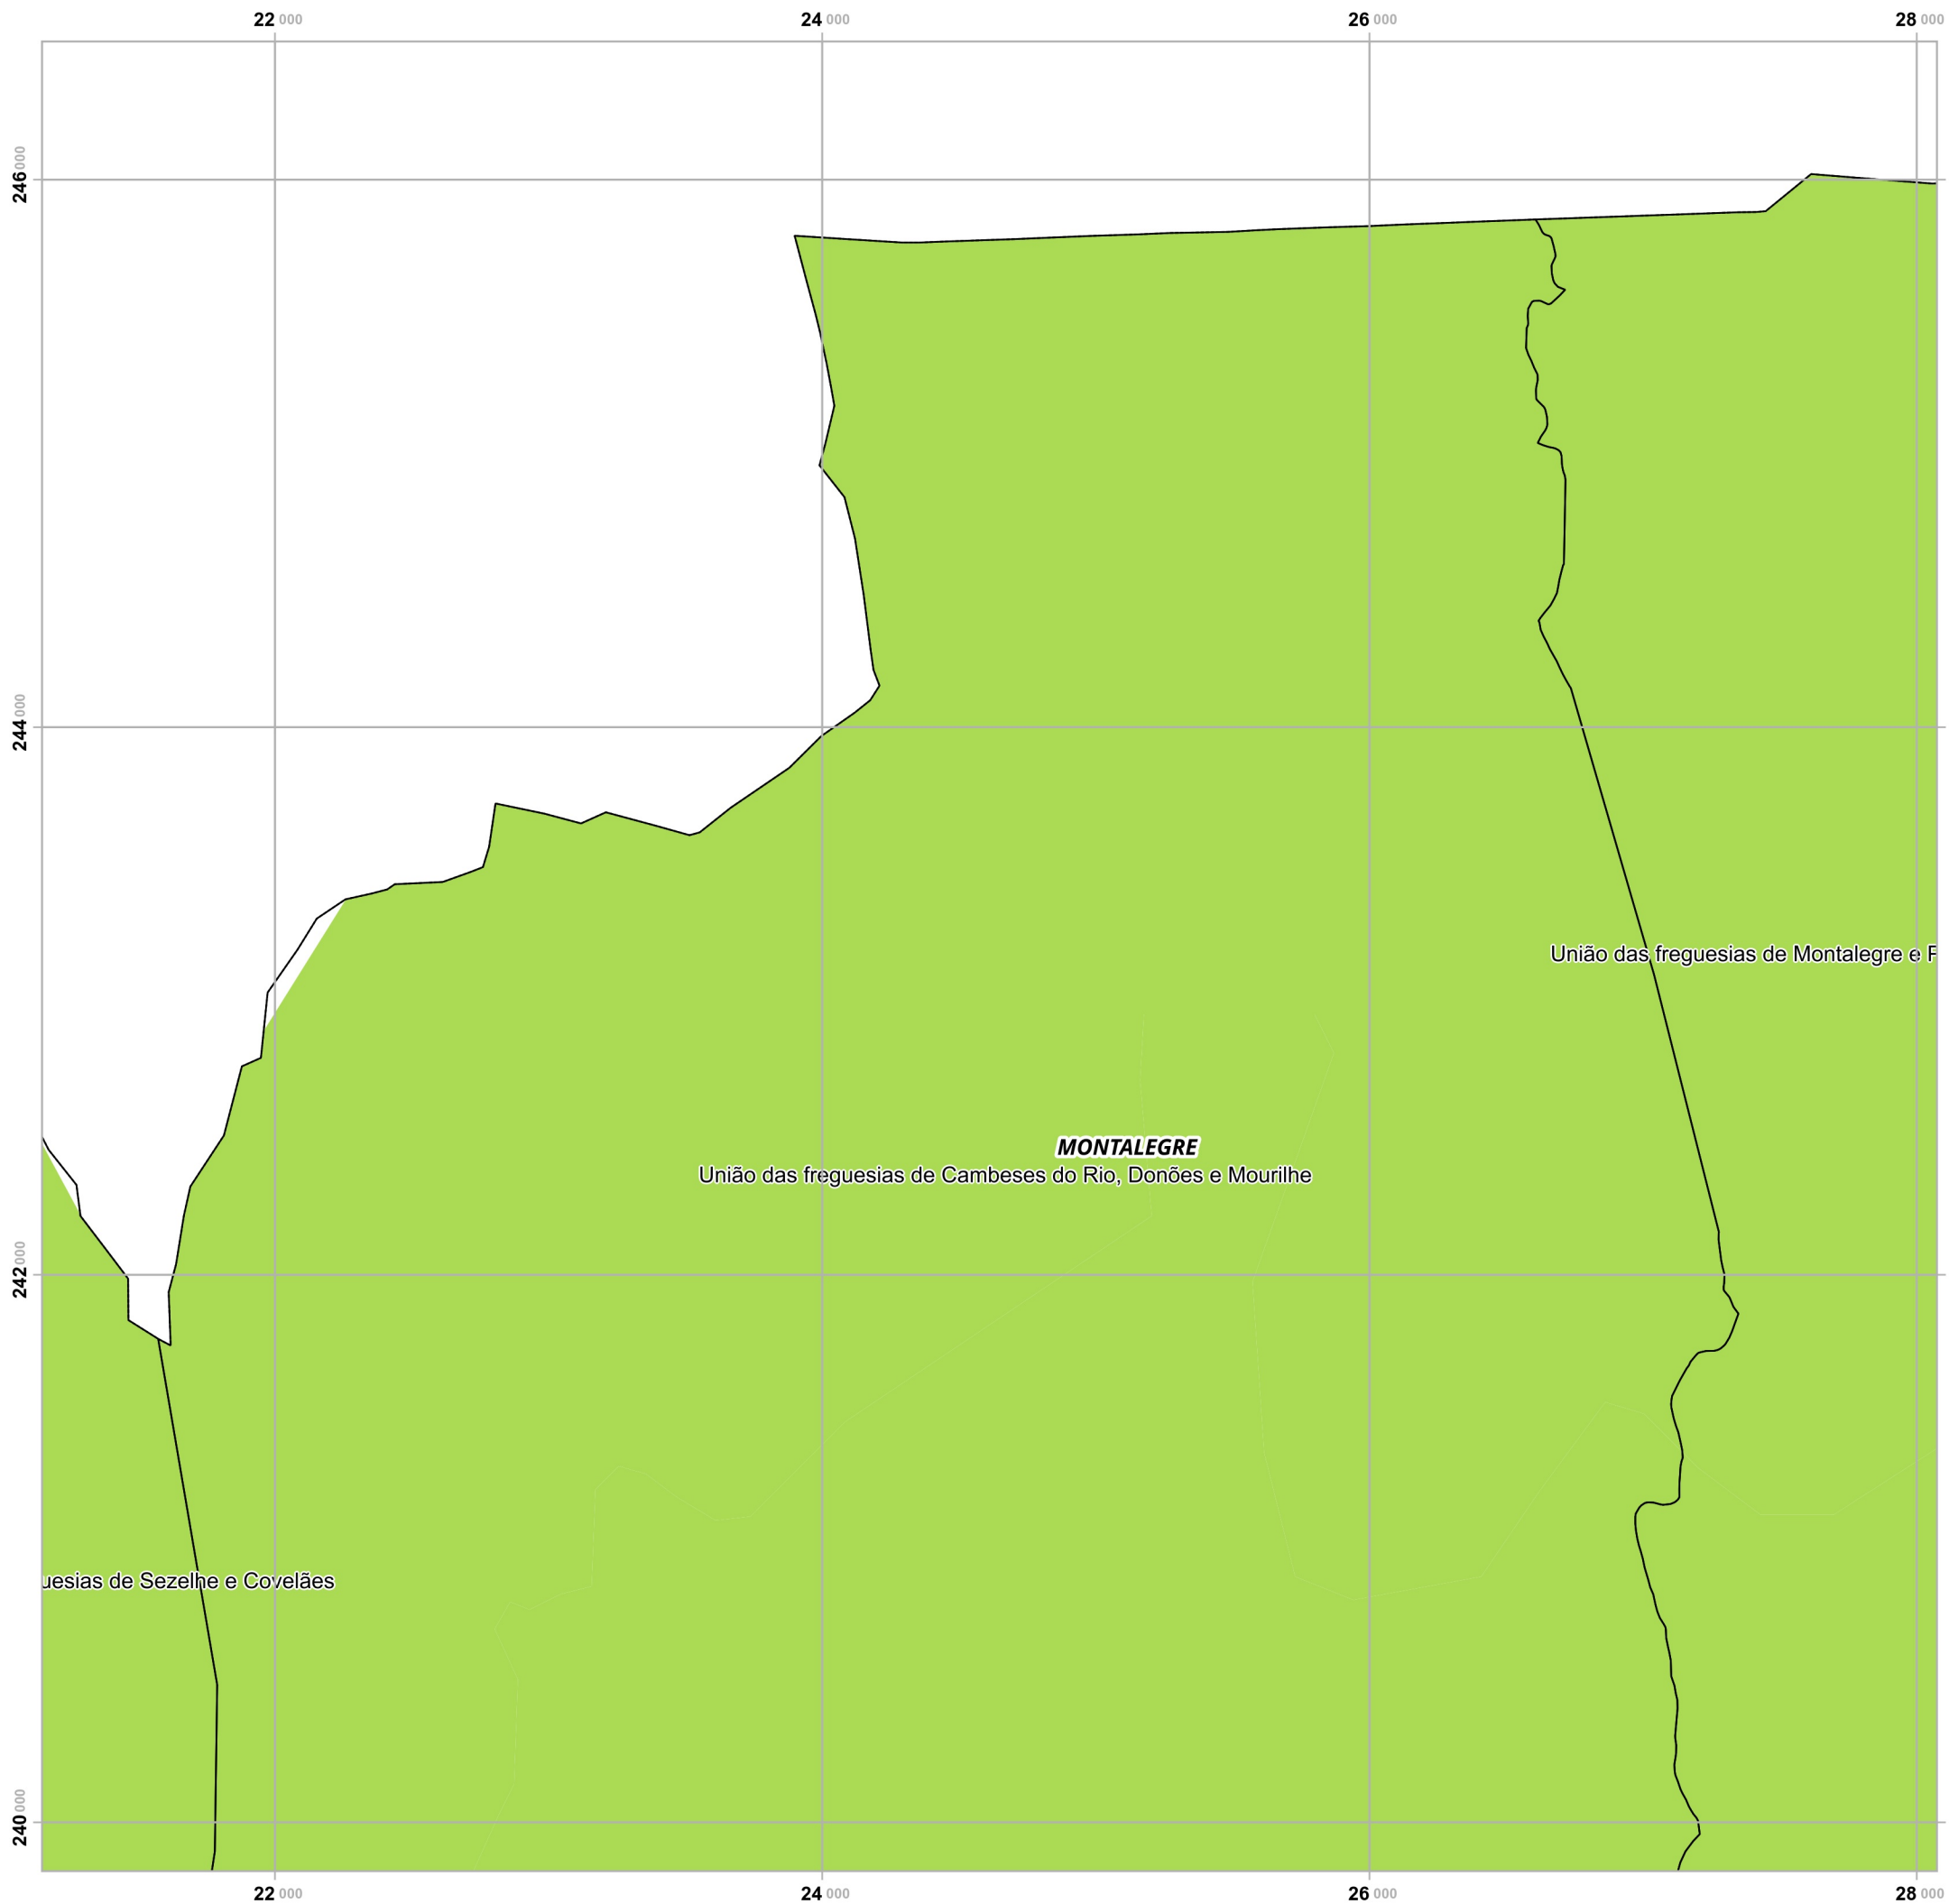 22 000 24 000 26 000 28 000
246 000
244 000
União das freguesias de Montalegre e
MONTALEGRE
União das freguesias de Cambeses do Rio, Donões e Mourilhe
242 000
uesias de Sezelhe e Covelães
240 000
22 000 24 000 26 000 28 000